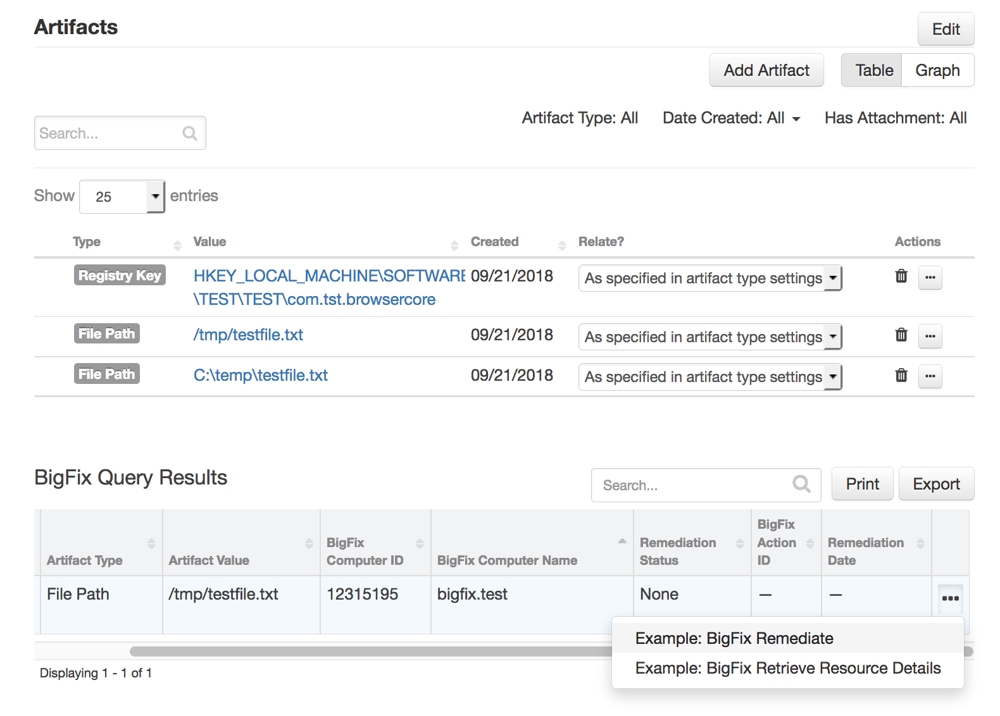 Artifacts
Edit
Add Artifact
Table
Graph
Search...
Artifact Type: All
Date Created: All
Has Attachment: All
Show 25 entries
Type
Value
Created
Relate?
Actions
Registry Key
HKEY_LOCAL_MACHINE\SOFTWARE
\TEST\TEST\com.tst.browsercore
09/21/2018
As specified in artifact type settings
File Path
/tmp/testfile.txt
09/21/2018
As specified in artifact type settings
File Path
C:\temp\testfile.txt
09/21/2018
As specified in artifact type settings
BigFix Query Results
Search...
Print
Export
Artifact Type
Artifact Value
BigFix
Computer ID
BigFix Computer Name
Remediation
Status
BigFix
Action
ID
Remediation
Date
File Path
/tmp/testfile.txt
12315195
bigfix.test
None
—
—
Example: BigFix Remediate
Example: BigFix Retrieve Resource Details
Displaying 1 - 1 of 1